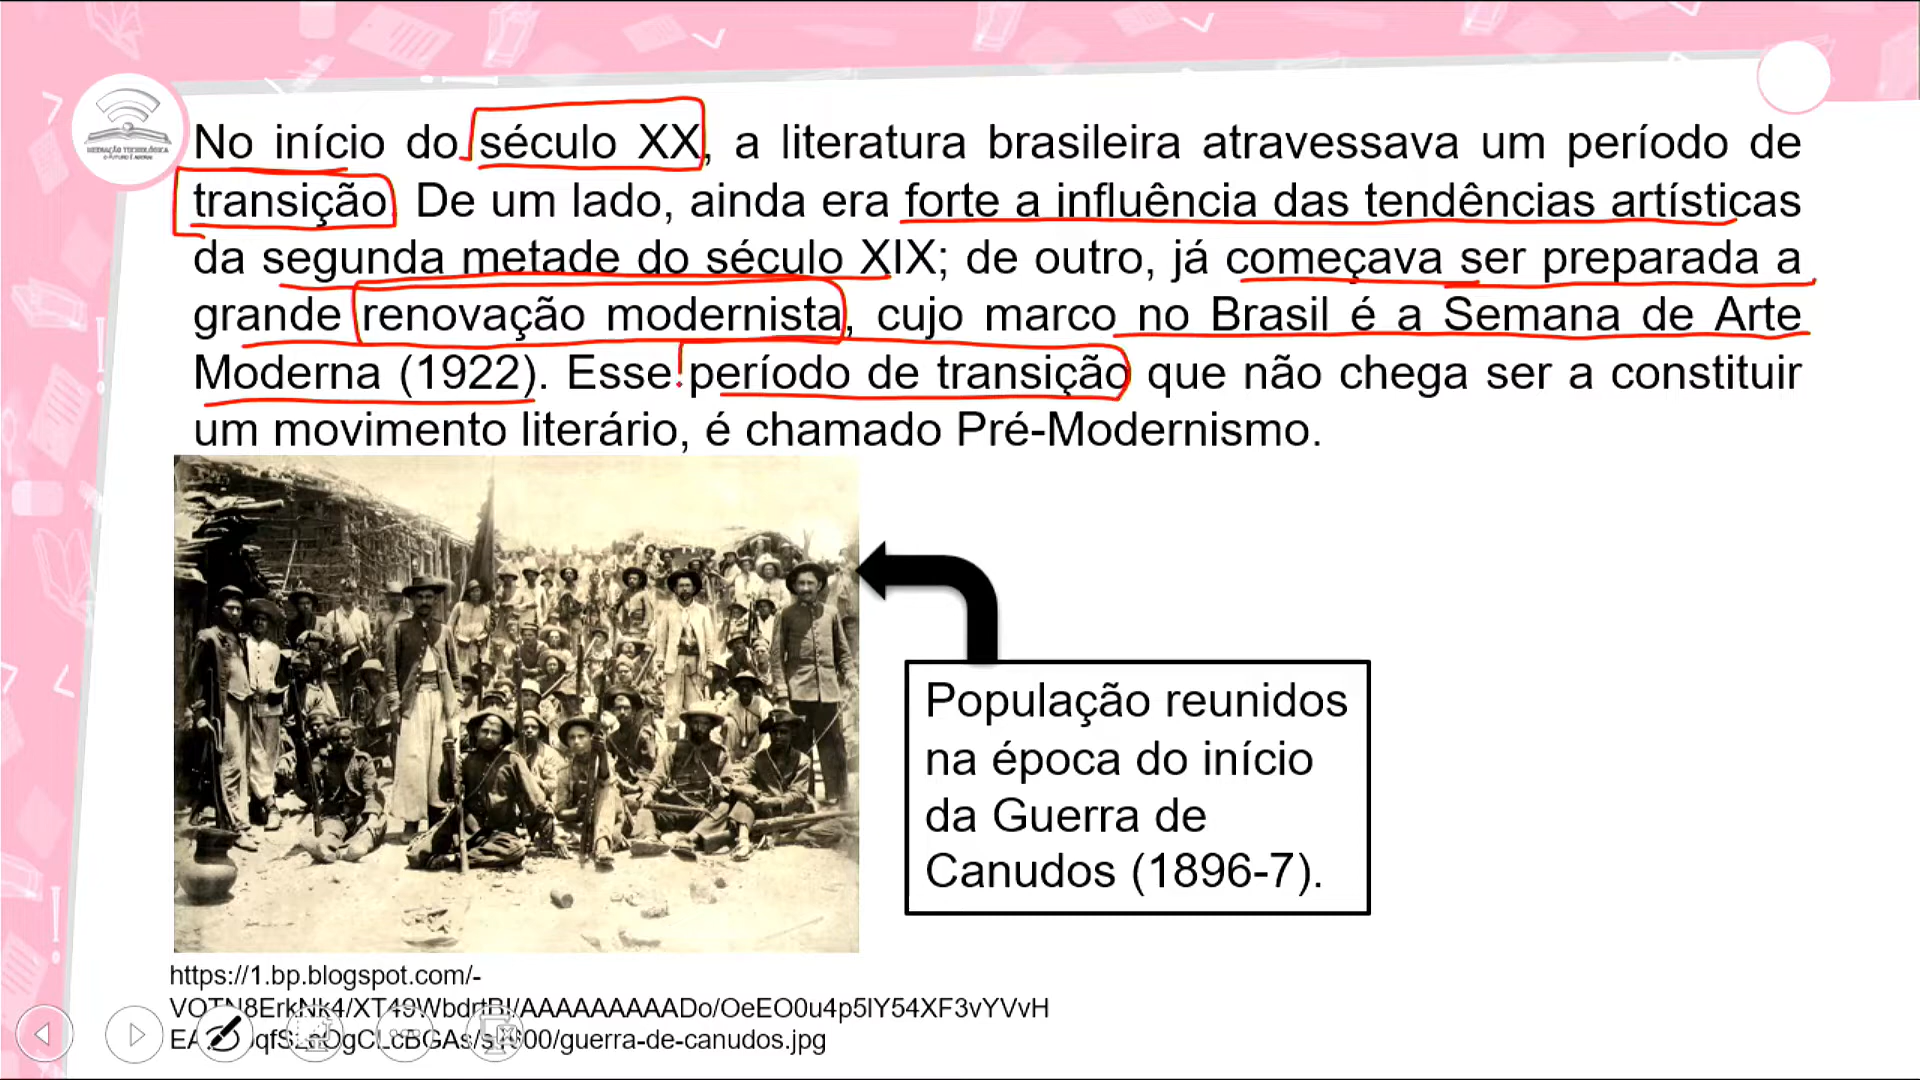 MEDIAÇÃO TECNOLÓGICA
O FUTURO É AGORA!
No início do século XX, a literatura brasileira atravessava um período de
transição. De um lado, ainda era forte a influência das tendências artísticas
da segunda metade do século XIX; de outro, já começava ser preparada a
grande renovação modernista, cujo marco no Brasil é a Semana de Arte
Moderna (1922). Esse período de transição que não chega ser a constituir
um movimento literário, é chamado Pré-Modernismo.
População reunidos
na época do início
da Guerra de
Canudos (1896-7).
https://1.bp.blogspot.com/-
/guerra-de-canudos.jpg